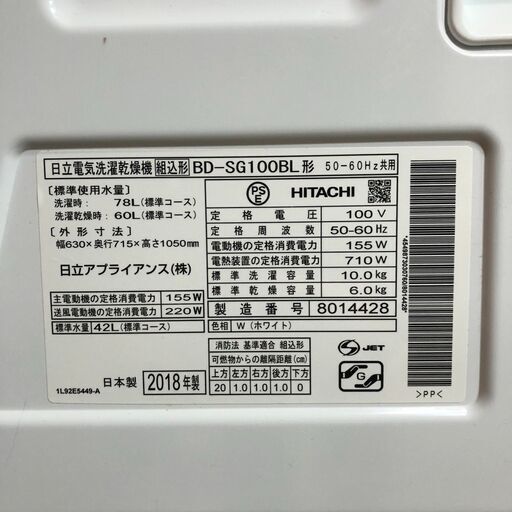 日立電気洗濯乾燥機 組込形 BD-SG100BL形 50-60Hz共用
〔標準使用水量〕
洗濯時：78L(標準コース)
洗濯乾燥時：60L(標準コース)
〔外形寸法〕
幅630×奥行715×高さ1050mm
日立アプライアンス(株)
主電動機の定格消費電力 155W
送風電動機の定格消費電力 220W
標準水量 42L(標準コース)
PS
E
HITACHI
定格電圧 100V
定格周波数 50-60Hz
電動機の定格消費電力 155W
電熱装置の定格消費電力 710W
標準洗濯容量 10.0kg
標準乾燥容量 6.0kg
製造番号 8014428
色相 W(ホワイト)
消防法 基準適合 組込形
可燃物からの離隔距離(cm)
上方 左方 右方 前方 後方 下方
20 1.0 1.0 1.0 1.0 0
S JET
G
日本製 2018年製
1L92E5449-A
>PP<